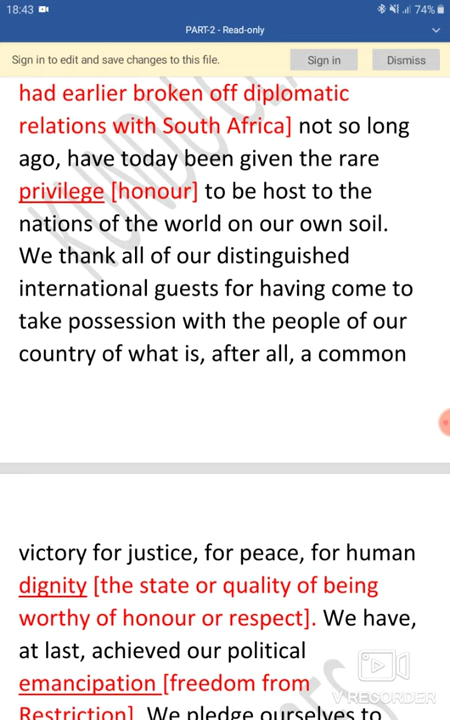 18:43
74%
PART-2 - Read-only
Sign in to edit and save changes to this file.
Sign in
Dismiss
had earlier broken off diplomatic
relations with South Africa] not so long
ago, have today been given the rare
privilege [honour] to be host to the
nations of the world on our own soil.
We thank all of our distinguished
international guests for having come to
take possession with the people of our
country of what is, after all, a common
victory for justice, for peace, for human
dignity [the state or quality of being
worthy of honour or respect]. We have,
at last, achieved our political
emancipation [freedom from
Restriction]. We pledge ourselves to
V RECORDER